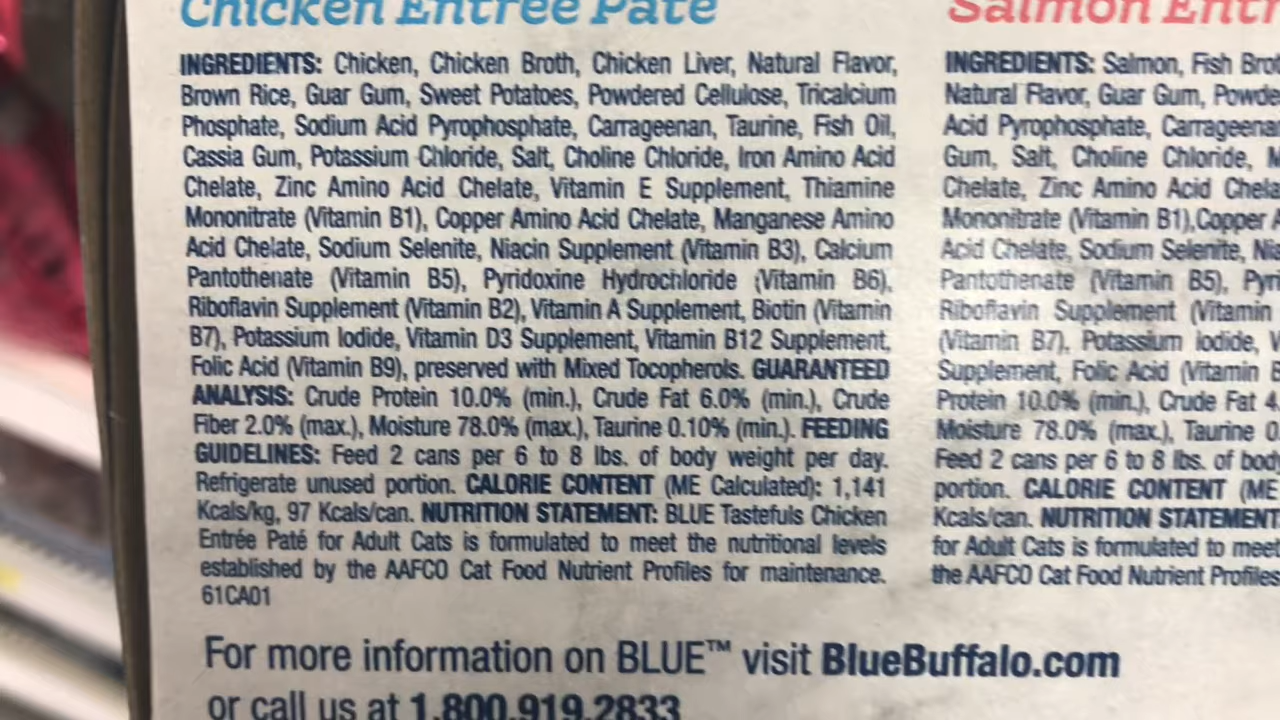 Chicken Entrée Paté
INGREDIENTS: Chicken, Chicken Broth, Chicken Liver, Natural Flavor,
Brown Rice, Guar Gum, Sweet Potatoes, Powdered Cellulose, Tricalcium
Phosphate, Sodium Acid Pyrophosphate, Carrageenan, Taurine, Fish Oil,
Cassia Gum, Potassium Chloride, Salt, Choline Chloride, Iron Amino Acid
Chelate, Zinc Amino Acid Chelate, Vitamin E Supplement, Thiamine
Mononitrate (Vitamin B1), Copper Amino Acid Chelate, Manganese Amino
Acid Chelate, Sodium Selenite, Niacin Supplement (Vitamin B3), Calcium
Pantothenate (Vitamin B5), Pyridoxine Hydrochloride (Vitamin B6),
Riboflavin Supplement (Vitamin B2), Vitamin A Supplement, Biotin (Vitamin
B7), Potassium Iodide, Vitamin D3 Supplement, Vitamin B12 Supplement,
Folic Acid (Vitamin B9), preserved with Mixed Tocopherols. GUARANTEED
ANALYSIS: Crude Protein 10.0% (min.), Crude Fat 6.0% (min.), Crude
Fiber 2.0% (max.), Moisture 78.0% (max.), Taurine 0.10% (min.). FEEDING
GUIDELINES: Feed 2 cans per 6 to 8 lbs. of body weight per day.
Refrigerate unused portion. CALORIE CONTENT (ME Calculated): 1,141
Kcals/kg, 97 Kcals/can. NUTRITION STATEMENT: BLUE Tastefuls Chicken
Entrée Paté for Adult Cats is formulated to meet the nutritional levels
established by the AAFCO Cat Food Nutrient Profiles for maintenance.
61CA01
Salmon Entr
INGREDIENTS: Salmon, Fish Brot
Natural Flavor, Guar Gum, Powde
Acid Pyrophosphate, Carrageena
Gum, Salt, Choline Chloride, M
Chelate, Zinc Amino Acid Chela
Mononitrate (Vitamin B1),Copper A
Acid Chelate, Sodium Selenite, Nia
Pantothenate (Vitamin B5), Pyri
Riboflavin Supplement (Vitamin
(Vitamin B7), Potassium Iodide, V
Supplement, Folic Acid (Vitamin B
Protein 10.0% (min.), Crude Fat 4.
Moisture 78.0% (max.), Taurine 0
Feed 2 cans per 6 to 8 lbs. of body
portion. CALORIE CONTENT (ME
Kcals/can. NUTRITION STATEMENT
for Adult Cats is formulated to meet
the AAFCO Cat Food Nutrient Profiles
For more information on BLUE™ visit BlueBuffalo.com
or call us at 1.800.919.2833